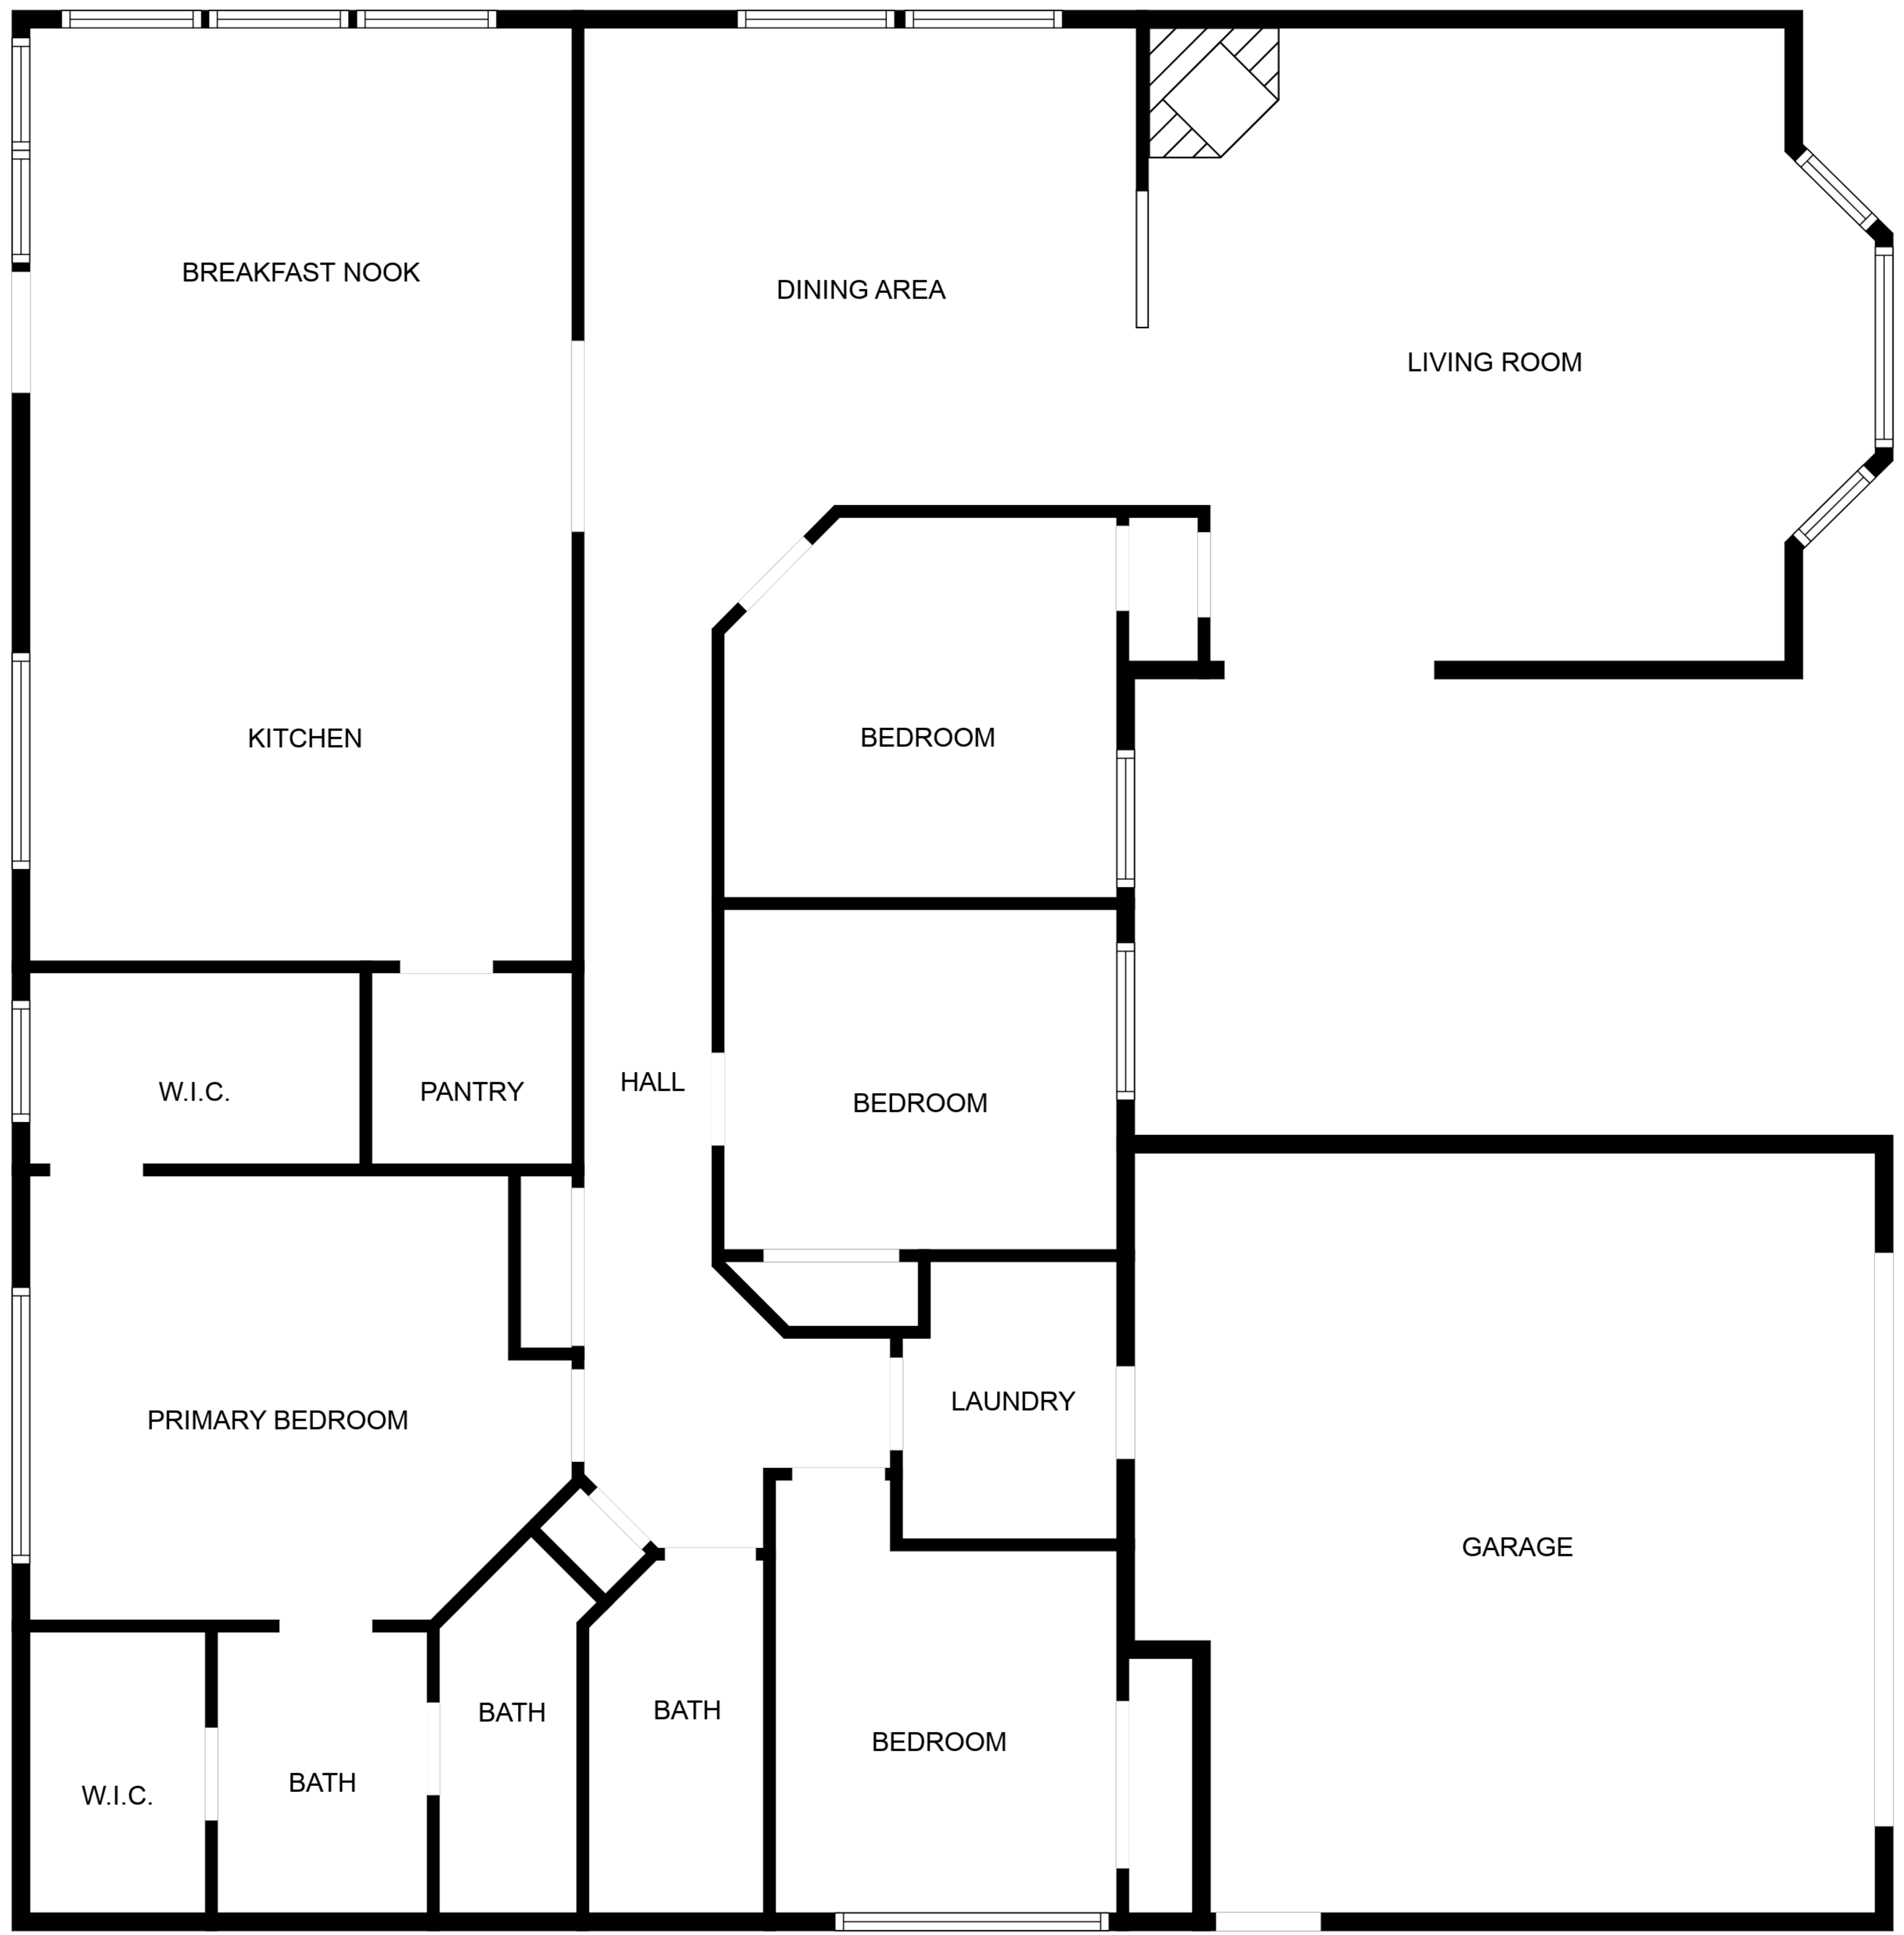 BREAKFAST NOOK
DINING AREA
LIVING ROOM
KITCHEN
BEDROOM
W.I.C.
PANTRY
HALL
BEDROOM
PRIMARY BEDROOM
LAUNDRY
GARAGE
BATH
BATH
BEDROOM
W.I.C.
BATH